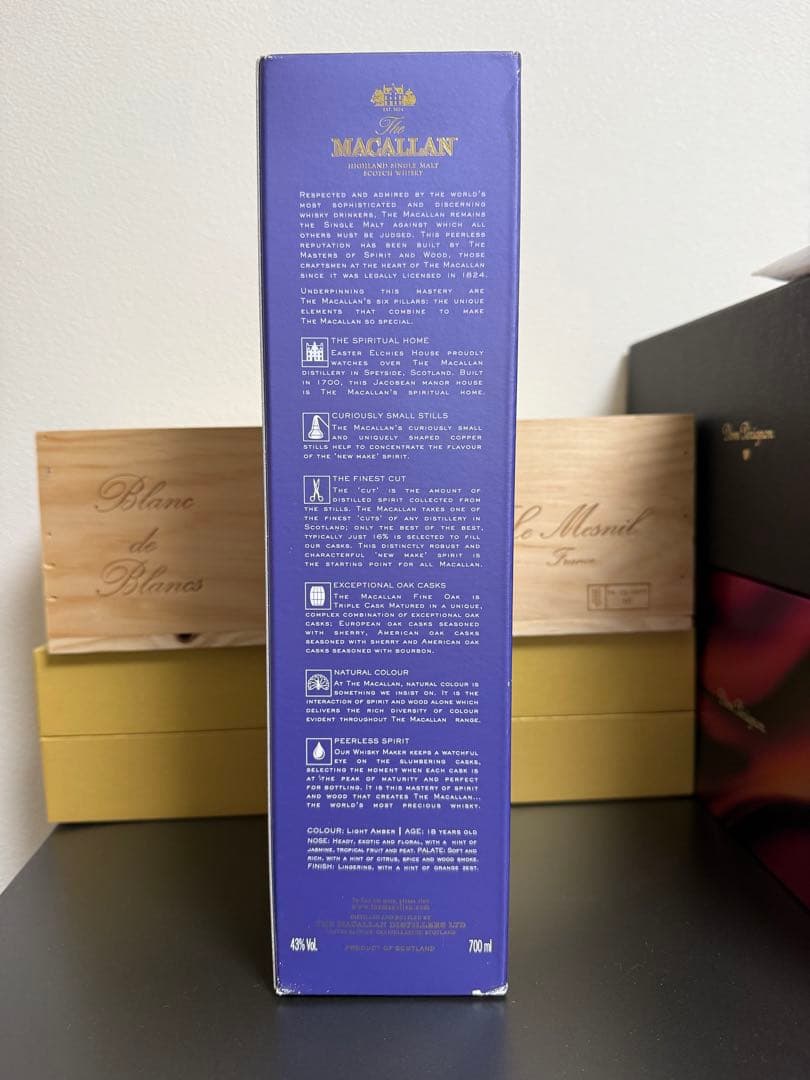 EST. 1824
The
MACALLAN
HIGHLAND SINGLE MALT
SCOTCH WHISKY
RESPECTED AND ADMIRED BY THE WORLD'S
MOST SOPHISTICATED AND DISCERNING
WHISKY DRINKERS, THE MACALLAN REMAINS
THE SINGLE MALT AGAINST WHICH ALL
OTHERS MUST BE JUDGED. THIS PEERLESS
REPUTATION HAS BEEN BUILT BY THE
MASTERS OF SPIRIT AND WOOD, THOSE
CRAFTSMEN AT THE HEART OF THE MACALLAN
SINCE IT WAS LEGALLY LICENSED IN 1824.
UNDERPINNING THIS MASTERY ARE
THE MACALLAN'S SIX PILLARS: THE UNIQUE
ELEMENTS THAT COMBINE TO MAKE
THE MACALLAN SO SPECIAL.
THE SPIRITUAL HOME
EASTER ELCHIES HOUSE PROUDLY
WATCHES OVER THE MACALLAN
DISTILLERY IN SPEYSIDE, SCOTLAND. BUILT
IN 1700, THIS JACOBEAN MANOR HOUSE
IS THE MACALLAN'S SPIRITUAL HOME.
CURIOUSLY SMALL STILLS
THE MACALLAN'S CURIOUSLY SMALL
AND UNIQUELY SHAPED COPPER
STILLS HELP TO CONCENTRATE THE FLAVOUR
OF THE 'NEW MAKE' SPIRIT.
THE FINEST CUT
THE 'CUT' IS THE AMOUNT OF
DISTILLED SPIRIT COLLECTED FROM
THE STILLS. THE MACALLAN TAKES ONE OF
THE FINEST 'CUTS' OF ANY DISTILLERY IN
SCOTLAND; ONLY THE BEST OF THE BEST,
TYPICALLY JUST 16% IS SELECTED TO FILL
OUR CASKS. THIS DISTINCTLY ROBUST AND
CHARACTERFUL 'NEW MAKE' SPIRIT IS
THE STARTING POINT FOR ALL MACALLAN.
EXCEPTIONAL OAK CASKS
THE MACALLAN FINE OAK IS
TRIPLE CASK MATURED IN A UNIQUE,
COMPLEX COMBINATION OF EXCEPTIONAL OAK
CASKS; EUROPEAN OAK CASKS SEASONED
WITH SHERRY, AMERICAN OAK CASKS
SEASONED WITH SHERRY AND AMERICAN OAK
CASKS SEASONED WITH BOURBON.
NATURAL COLOUR
AT THE MACALLAN, NATURAL COLOUR IS
SOMETHING WE INSIST ON. IT IS THE
INTERACTION OF SPIRIT AND WOOD ALONE WHICH
DELIVERS THE RICH DIVERSITY OF COLOUR
EVIDENT THROUGHOUT THE MACALLAN RANGE.
PEERLESS SPIRIT
OUR WHISKY MAKER KEEPS A WATCHFUL
EYE ON THE SLUMBERING CASKS,
SELECTING THE MOMENT WHEN EACH CASK IS
AT THE PEAK OF MATURITY AND PERFECT
FOR BOTTLING. IT IS THIS MASTERY OF SPIRIT
AND WOOD THAT CREATES THE MACALLAN...
THE WORLD'S MOST PRECIOUS WHISKY.
COLOUR: LIGHT AMBER | AGE: 18 YEARS OLD
NOSE: HEADY, EXOTIC AND FLORAL, WITH A HINT OF
JASMINE, TROPICAL FRUIT AND PEAT. PALATE: SOFT AND
RICH, WITH A HINT OF CITRUS, SPICE AND WOOD SMOKE.
FINISH: LINGERING, WITH A HINT OF ORANGE ZEST.
www.themacallan.com
DISTILLED AND BOTTLED BY
THE MACALLAN DISTILLERS LTD
43% Vol.
PRODUCT OF SCOTLAND
700 ml
Blanc
de
Blancs
le Mesnil
France
Dom Pérignon
Dom Pérignon